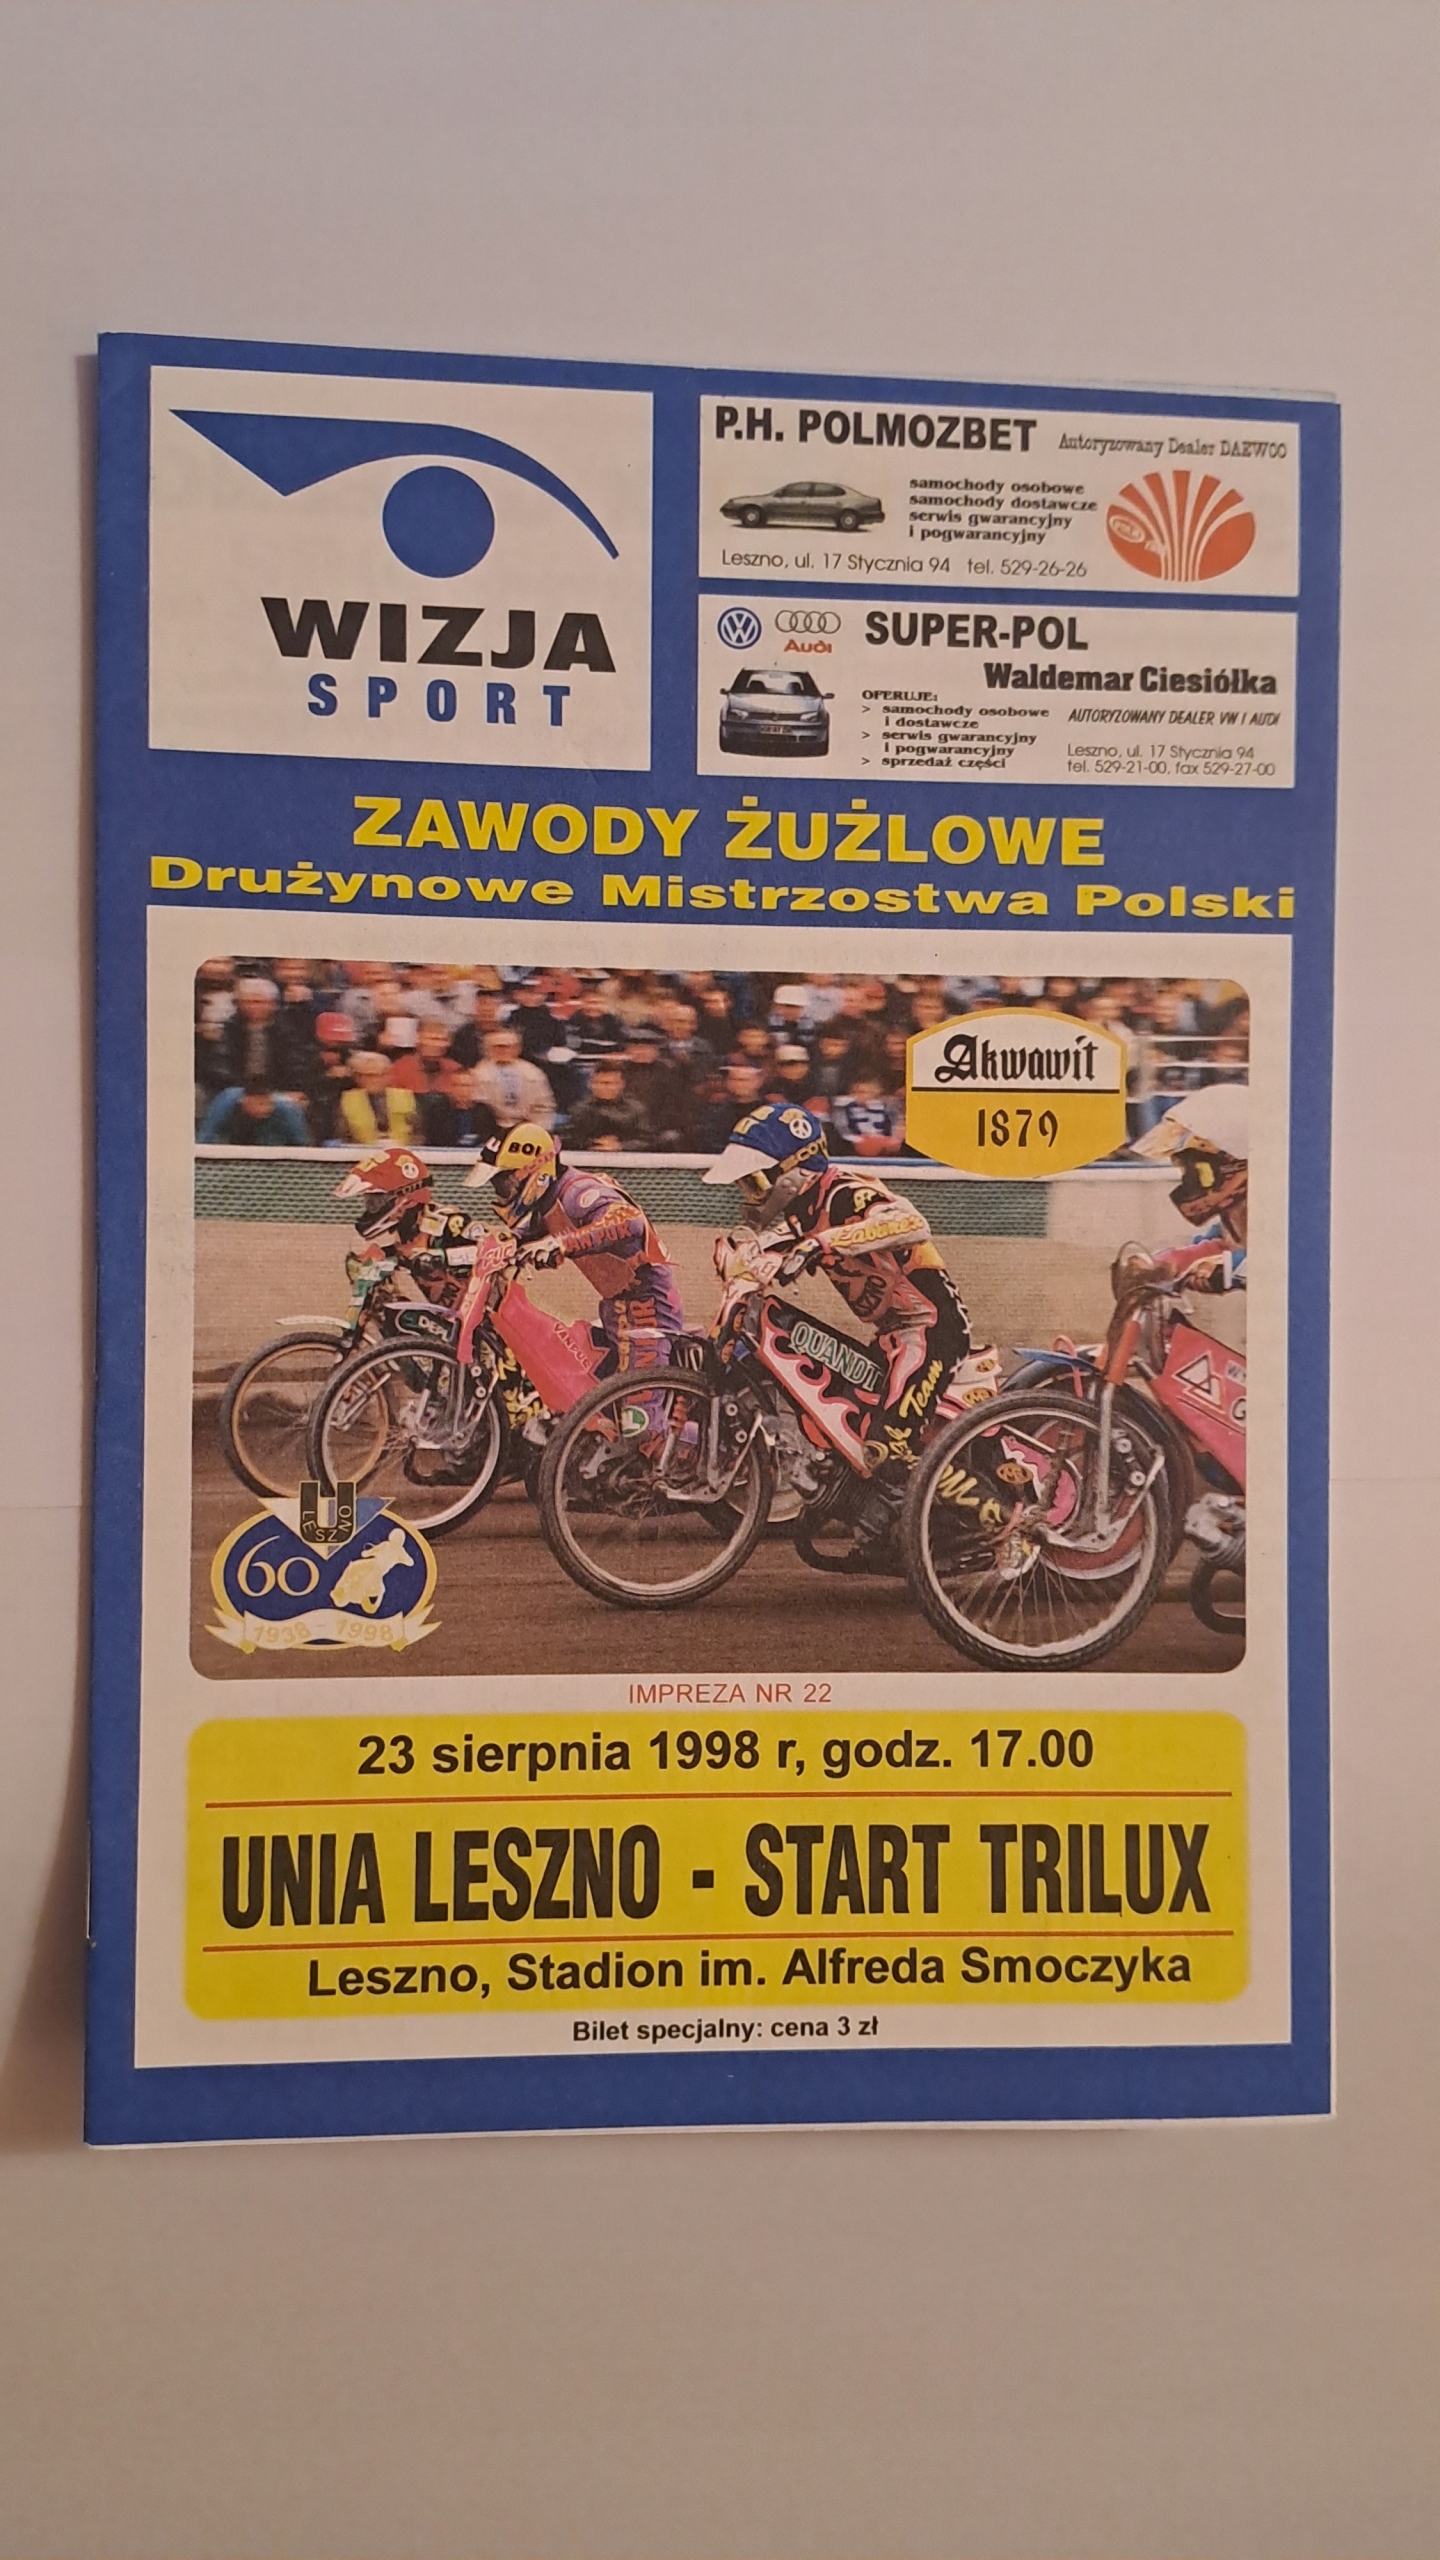 WIZJA
SPORT
P.H. POLMOZBET
Autoryzowany Dealer DAEWOO
samochody osobowe
samochody dostawcze
serwis gwarancyjny
i pogwarancyjny
Leszno, ul. 17 Stycznia 94 tel. 529-26-26
Audi
SUPER-POL
Waldemar Ciesiółka
OFERUJE:
> samochody osobowe
i dostawcze
> serwis gwarancyjny
i pogwarancyjny
> sprzedaż części
AUTORYZOWANY DEALER VW I AUDI
Leszno, ul. 17 Stycznia 94
tel. 529-21-00, fax 529-27-00
ZAWODY ŻUŻLOWE
Drużynowe Mistrzostwa Polski
Akwawit
1879
BOL
QUANDT
Team
U
LESZNO
60
1938 - 1998
IMPREZA NR 22
23 sierpnia 1998 r, godz. 17.00
UNIA LESZNO - START TRILUX
Leszno, Stadion im. Alfreda Smoczyka
Bilet specjalny: cena 3 zł